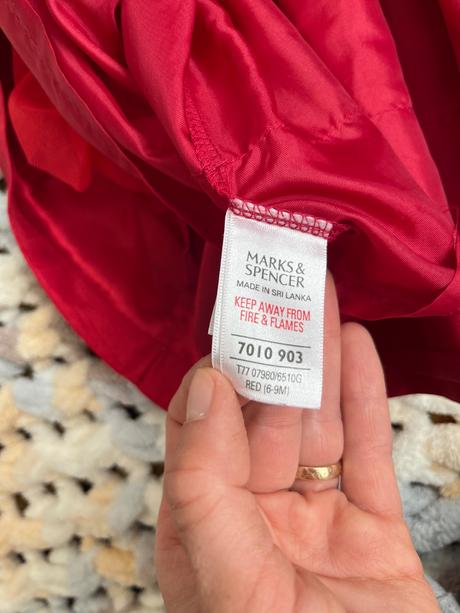 MARKS &
SPENCER
MADE IN SRI LANKA
KEEP AWAY FROM
FIRE & FLAMES
7010 903
T77 07980/6510G
RED (6-9M)